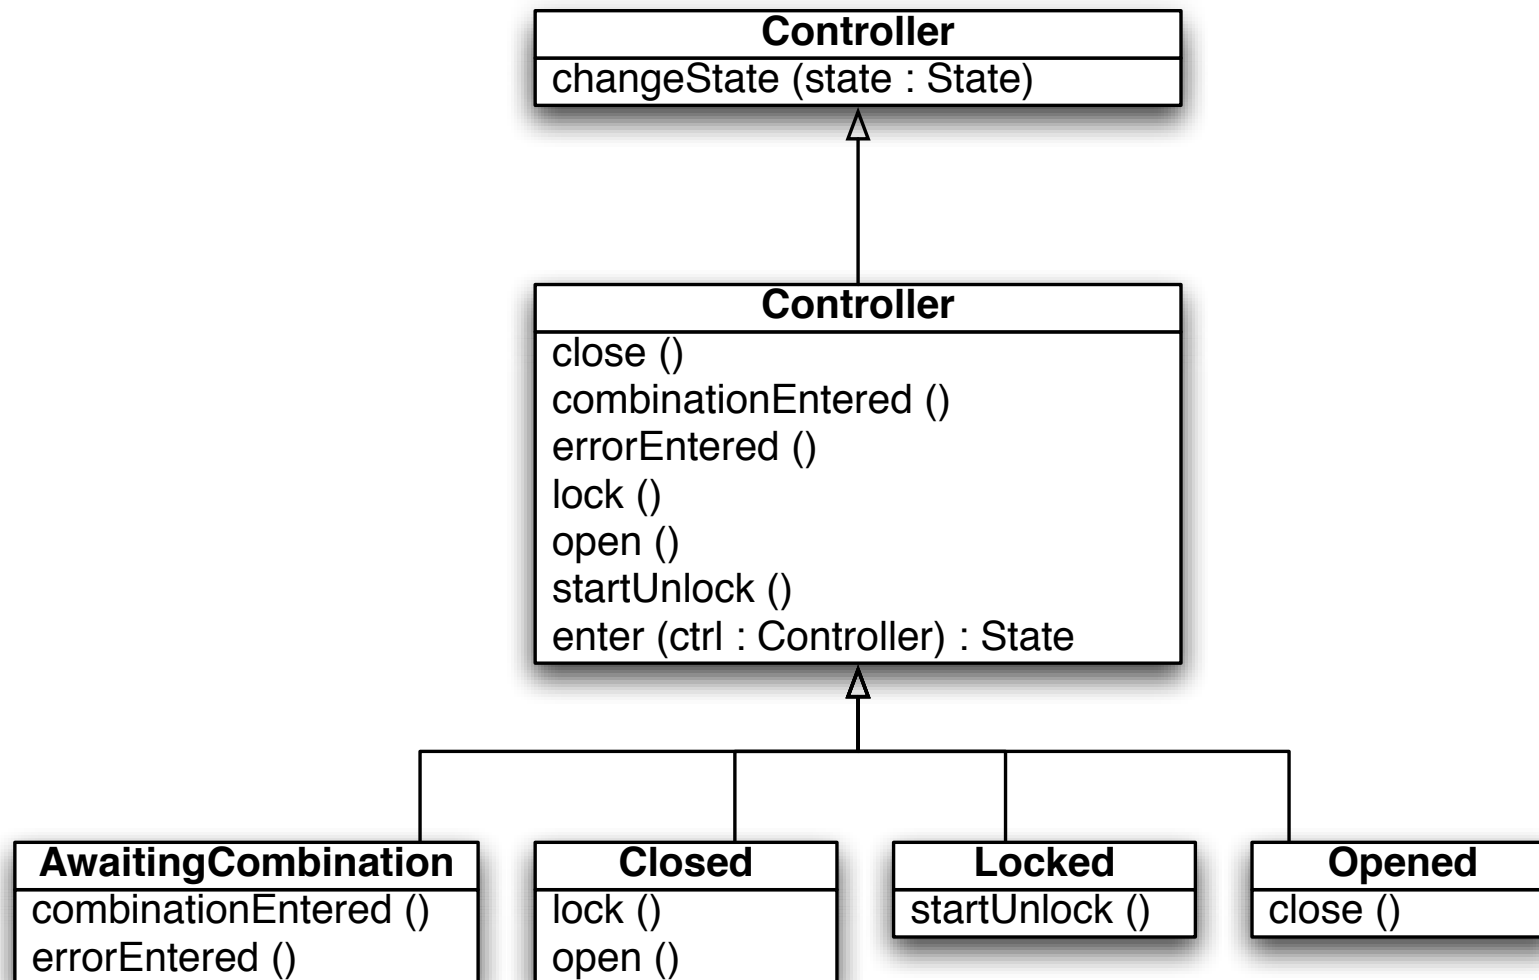 Controller
changeState (state : State)
Controller
close ()
combinationEntered ()
errorEntered ()
lock ()
open ()
startUnlock ()
enter (ctrl : Controller) : State
AwaitingCombination
combinationEntered ()
errorEntered ()
Closed
lock ()
open ()
Locked
startUnlock ()
Opened
close ()